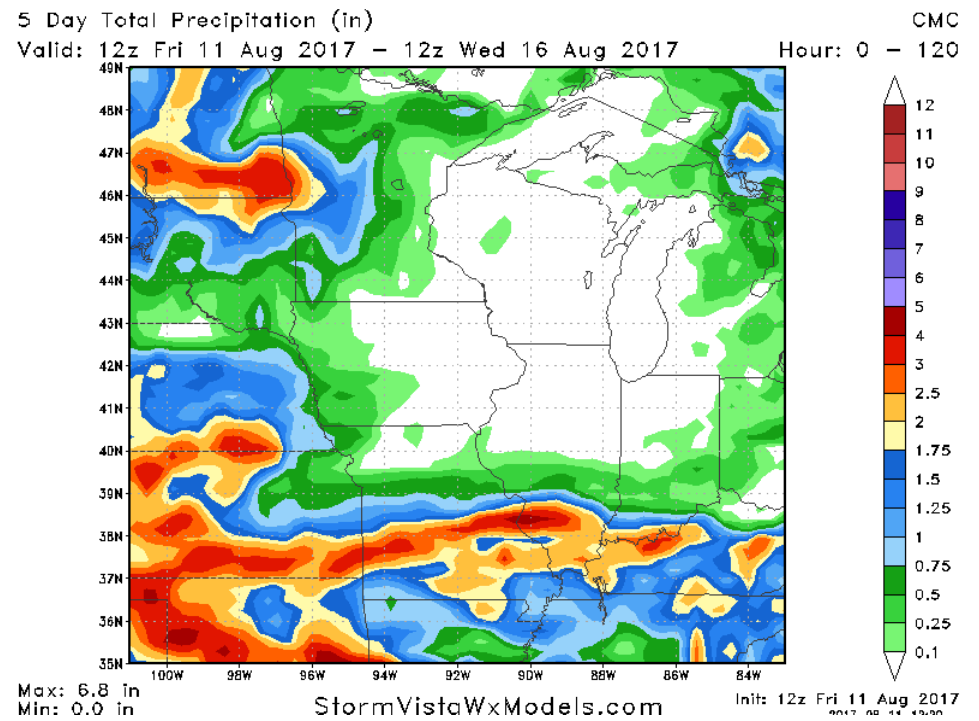 5 Day Total Precipitation (in)
CMC
Valid: 12z Fri 11 Aug 2017 – 12z Wed 16 Aug 2017
Hour: 0 – 120
49N
48N
47N
46N
45N
44N
43N
42N
41N
40N
39N
38N
37N
36N
35N
100W
98W
96W
94W
92W
90W
88W
86W
84W
12
11
10
9
8
7
6
5
4
3
2.5
2
1.75
1.5
1.25
1
0.75
0.5
0.25
0.1
Max: 6.8 in
Min: 0.0 in
StormVistaWxModels.com
Init: 12z Fri 11 Aug 2017